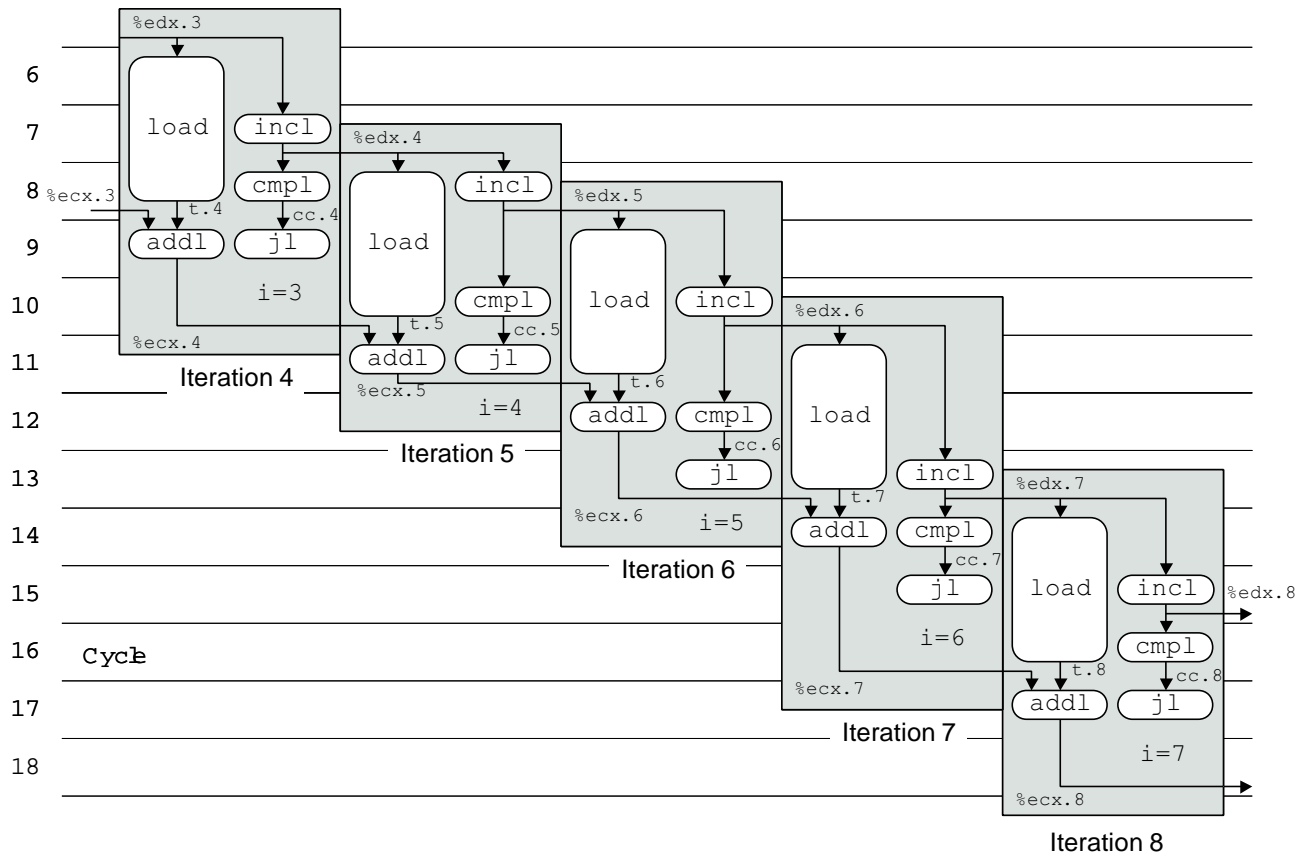 %edx.3
6
load
7
incl
%edx.4
8
%ecx.3
cmpl
incl
%edx.5
t.4
cc.4
9
addl
jl
load
i=3
10
cmpl
load
incl
%edx.6
t.5
cc.5
%ecx.4
11
addl
jl
Iteration 4
%ecx.5
t.6
i=4
12
addl
cmpl
load
Iteration 5
cc.6
13
jl
incl
%edx.7
t.7
%ecx.6
i=5
14
addl
cmpl
Iteration 6
cc.7
15
jl
load
incl
%edx.8
i=6
16
Cycle
cmpl
t.8
cc.8
%ecx.7
17
addl
jl
Iteration 7
i=7
18
%ecx.8
Iteration 8